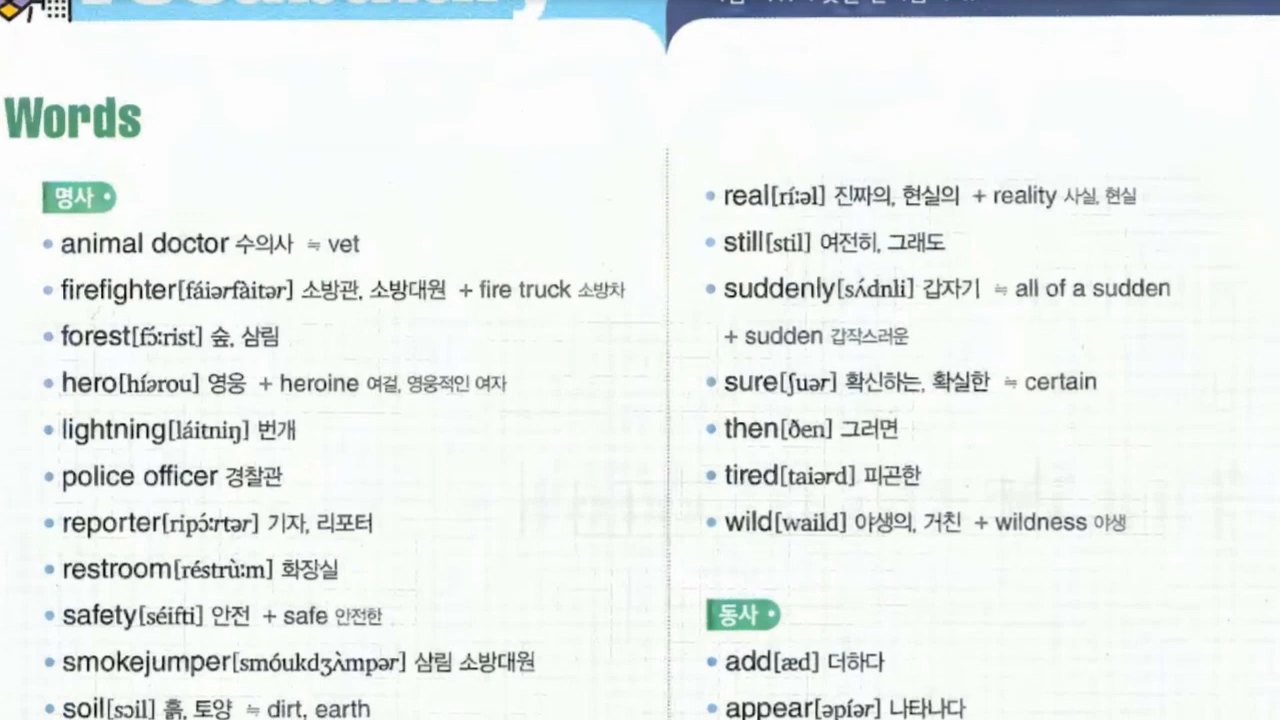 Words
명사
animal doctor 수의사 ≒ vet
firefighter[fáiərfàitər] 소방관, 소방대원 + fire truck 소방차
forest[fɔ́ːrist] 숲, 삼림
hero[híərou] 영웅 + heroine 여걸, 영웅적인 여자
lightning[láitniŋ] 번개
police officer 경찰관
reporter[ripɔ́ːrtər] 기자, 리포터
restroom[réstrùːm] 화장실
safety[séifti] 안전 + safe 안전한
smokejumper[smóukdʒʌ̀mpər] 삼림 소방대원
soil[sɔil] 흙, 토양 ≒ dirt, earth
real[ríːəl] 진짜의, 현실의 + reality 사실, 현실
still[stil] 여전히, 그래도
suddenly[sʌ́dnli] 갑자기 ≒ all of a sudden
+ sudden 갑작스러운
sure[ʃuər] 확신하는, 확실한 ≒ certain
then[ðen] 그러면
tired[taiərd] 피곤한
wild[waild] 야생의, 거친 + wildness 야생
동사
add[æd] 더하다
appear[əpíər] 나타나다